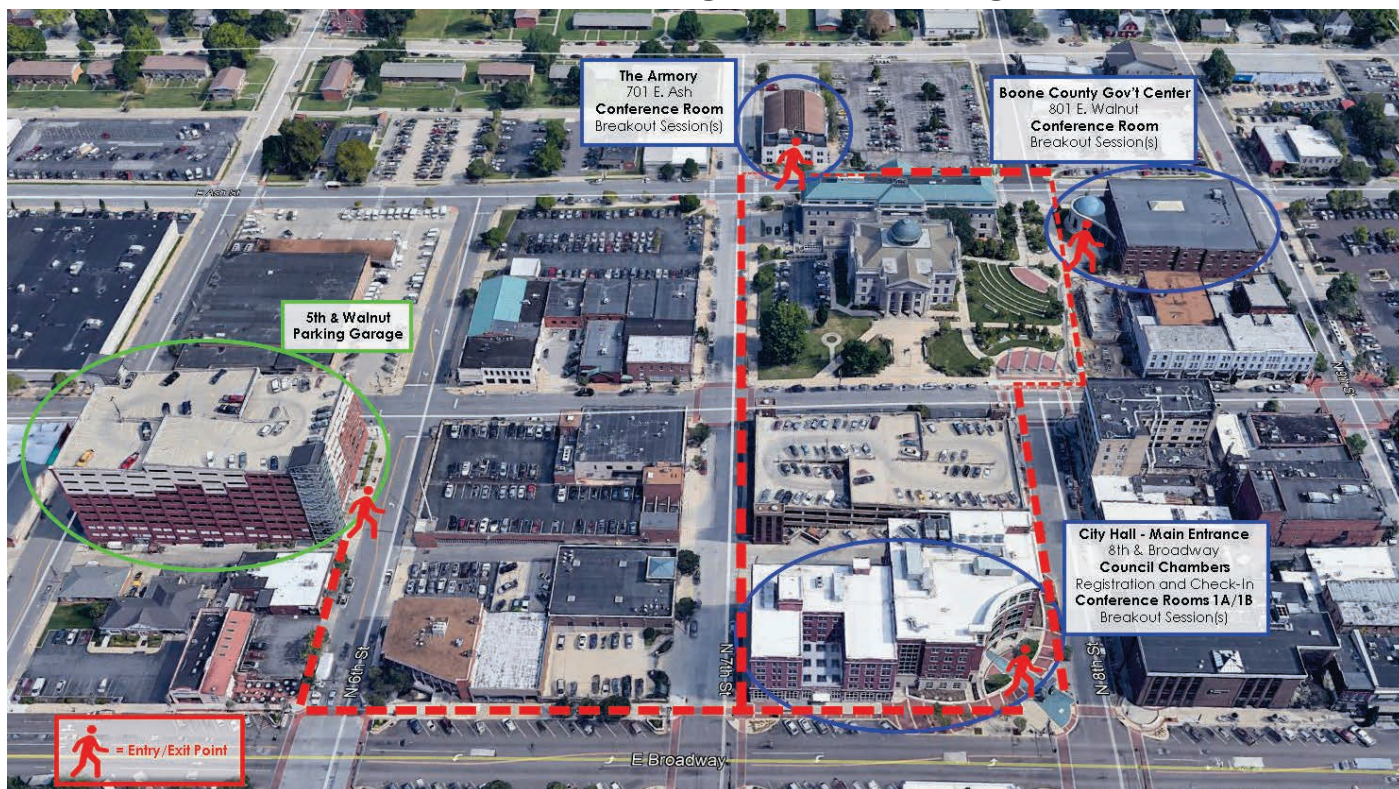 The Armory
701 E. Ash
Conference Room
Breakout Session(s)
Boone County Gov't Center
801 E. Walnut
Conference Room
Breakout Session(s)
E Ash St
5th & Walnut
Parking Garage
City Hall - Main Entrance
8th & Broadway
Council Chambers
Registration and Check-In
Conference Rooms 1A/1B
Breakout Session(s)
N 6th St
N 7th St
N 8th St
= Entry/Exit Point
E Broadway